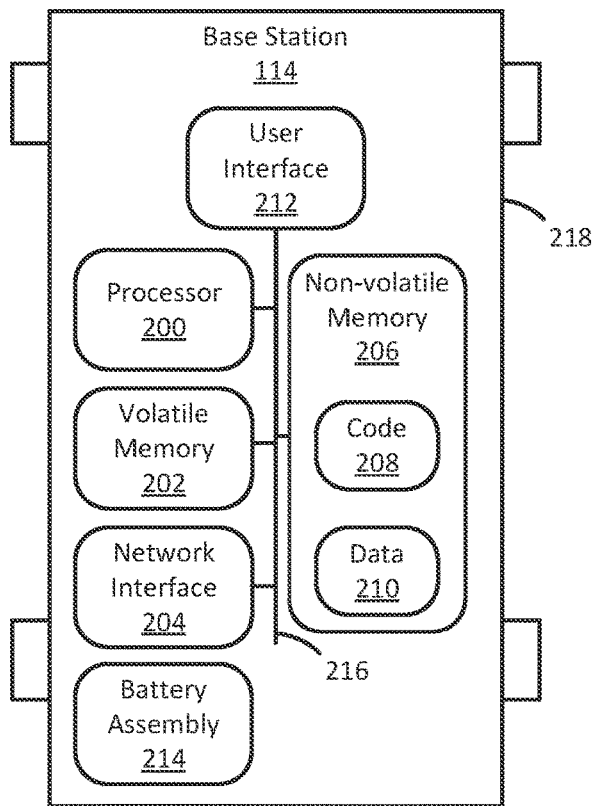 Base Station
114
User
Interface
212
218
Processor
200
Non-volatile
Memory
206
Volatile
Memory
202
Code
208
Network
Interface
204
Data
210
216
Battery
Assembly
214